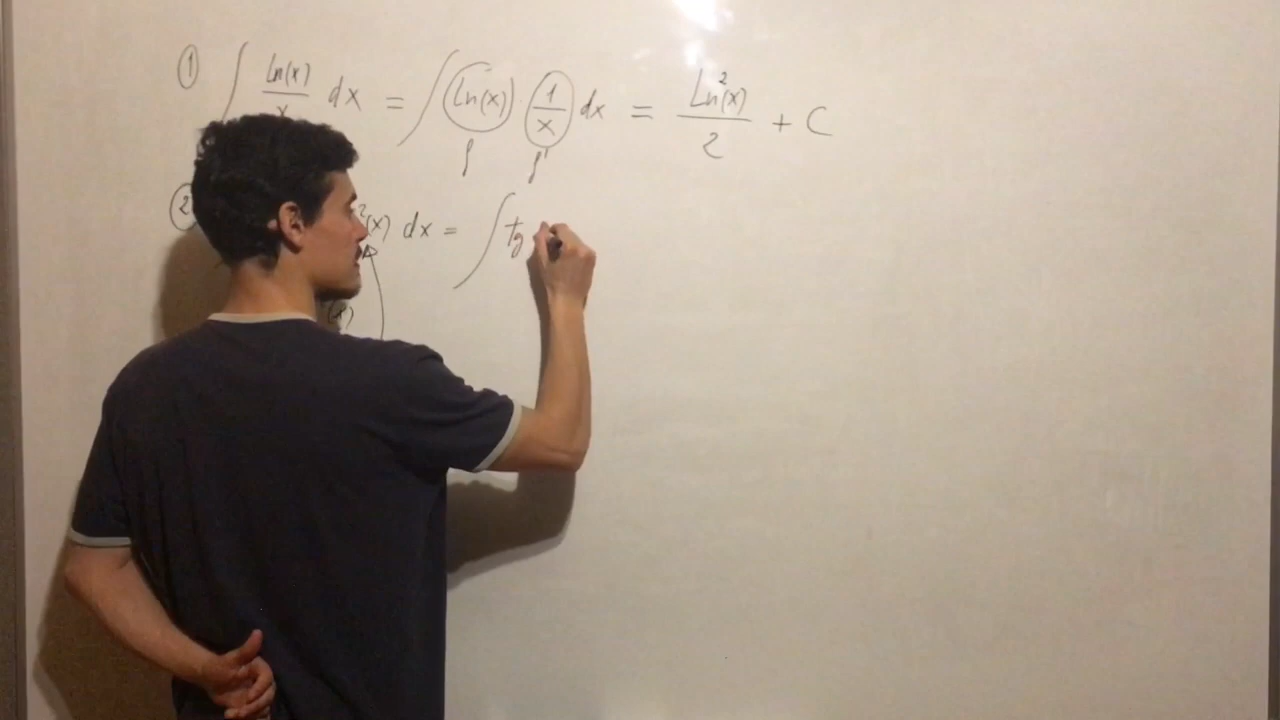 ① ∫ ln(x)/x dx = ∫ ln(x) · 1/x dx = Ln²(x)/2 + C
f f'
② ²(x) dx = ∫ tg
(x)